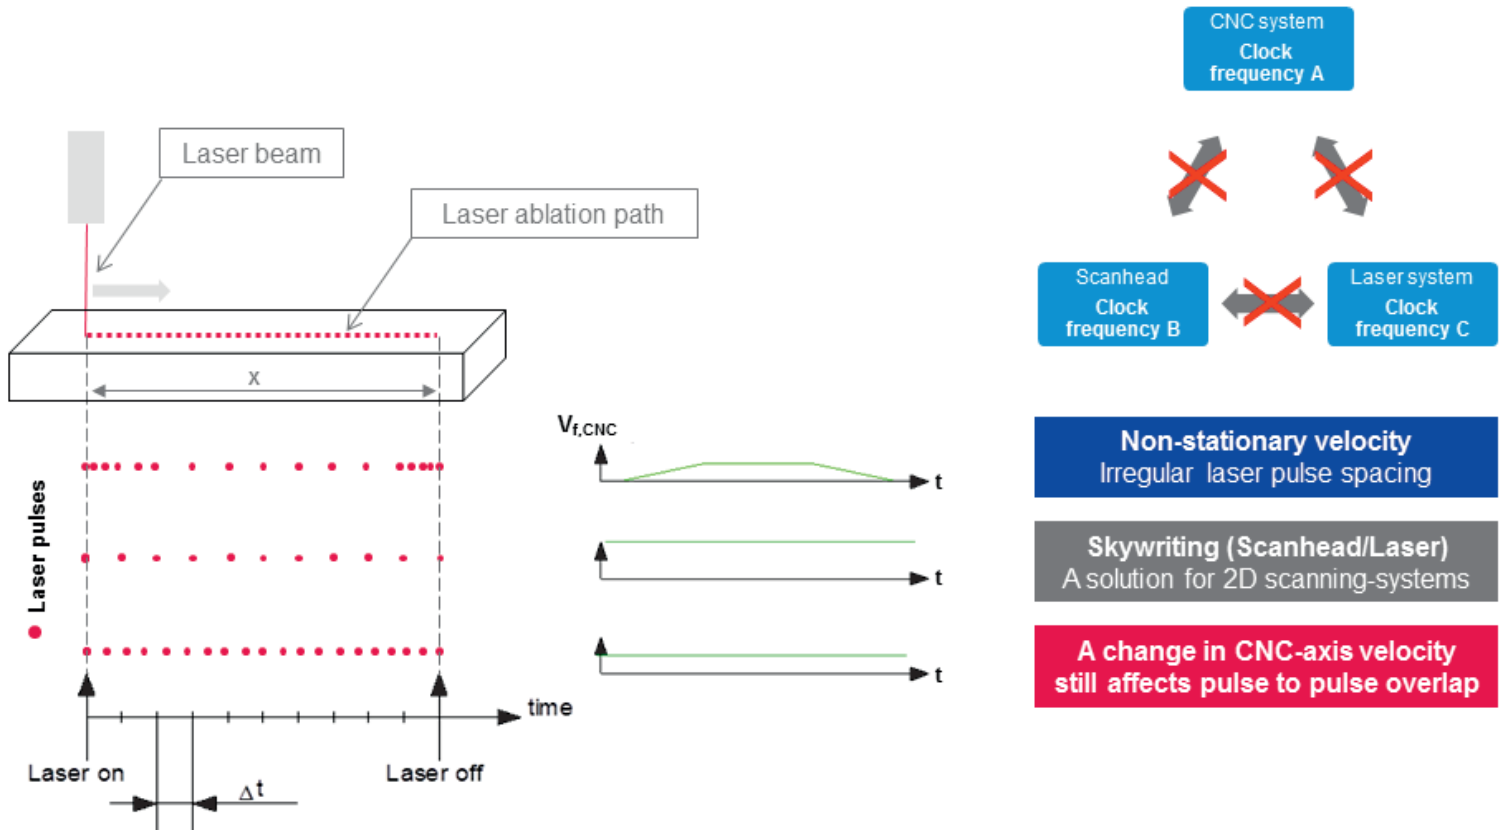 CNC system
Clock
frequency A
Laser beam
Laser ablation path
Scanhead
Clock
frequency B
Laser system
Clock
frequency C
x
Vf,CNC
t
Non-stationary velocity
Irregular laser pulse spacing
Laser pulses
t
Skywriting (Scanhead/Laser)
A solution for 2D scanning-systems
t
A change in CNC-axis velocity
still affects pulse to pulse overlap
time
Laser on
Laser off
Δt